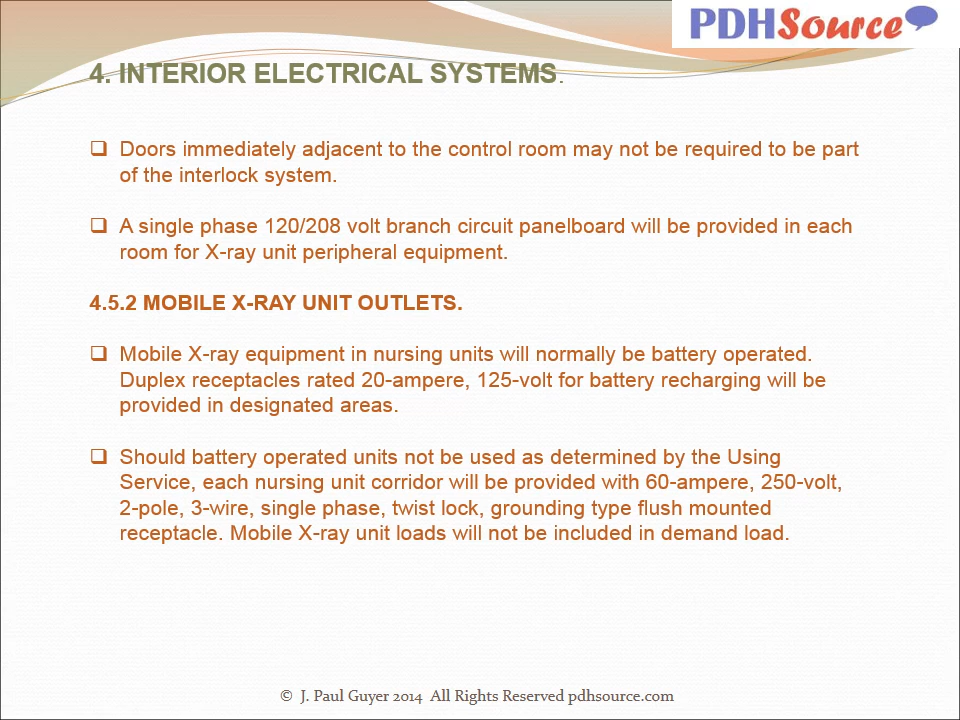 PDHSource
4. INTERIOR ELECTRICAL SYSTEMS.
❑ Doors immediately adjacent to the control room may not be required to be part
of the interlock system.
❑ A single phase 120/208 volt branch circuit panelboard will be provided in each
room for X-ray unit peripheral equipment.
4.5.2 MOBILE X-RAY UNIT OUTLETS.
❑ Mobile X-ray equipment in nursing units will normally be battery operated.
Duplex receptacles rated 20-ampere, 125-volt for battery recharging will be
provided in designated areas.
❑ Should battery operated units not be used as determined by the Using
Service, each nursing unit corridor will be provided with 60-ampere, 250-volt,
2-pole, 3-wire, single phase, twist lock, grounding type flush mounted
receptacle. Mobile X-ray unit loads will not be included in demand load.
© J. Paul Guyer 2014 All Rights Reserved pdhsource.com